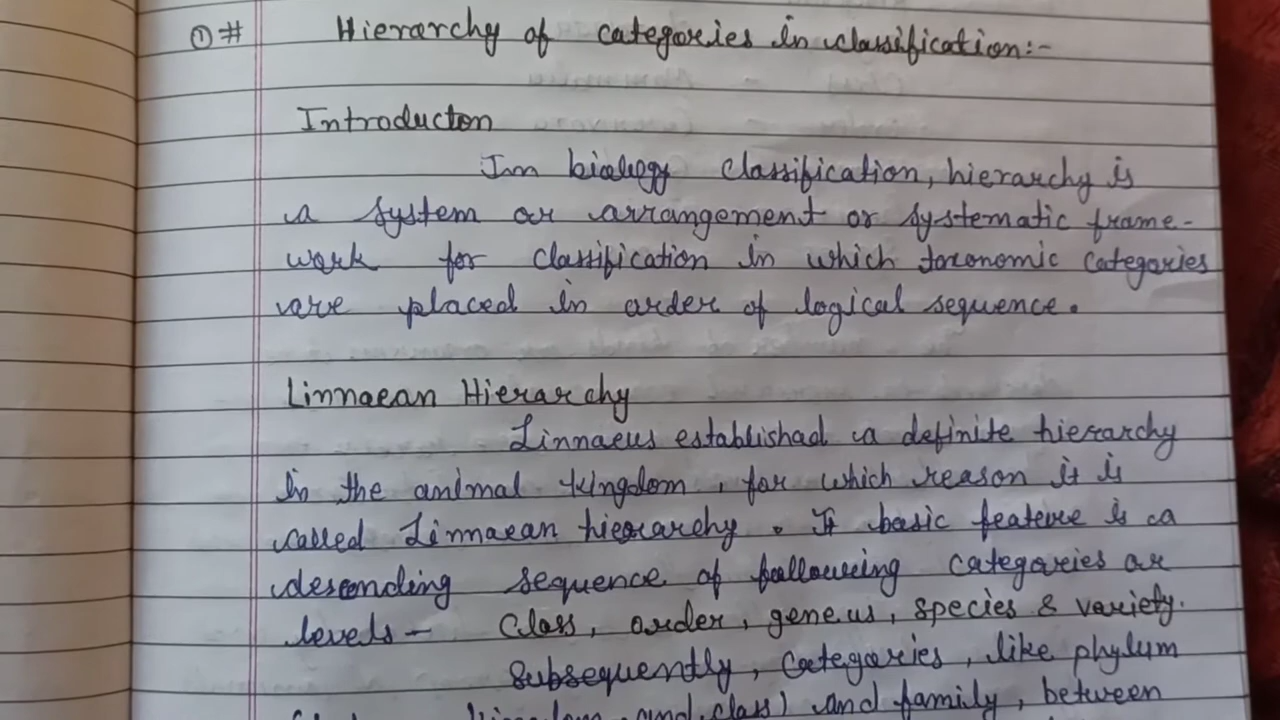 ① # Hierarchy of categories in classification:-
Introducton
In biology classification, hierarchy is
a system or arrangement or systematic frame-
work for classification in which taxonomic categories
are placed in order of logical sequence.
Linnaean Hierarchy
Linnaeus establishad a definite hierarchy
in the animal kingdom, for which reason it is
called Linnaean hierarchy. It basic feature is a
descending sequence of following categories or
levels - Class, order, geneus, species & variety.
Subsequently, categories, like phylum
and class) and family, between